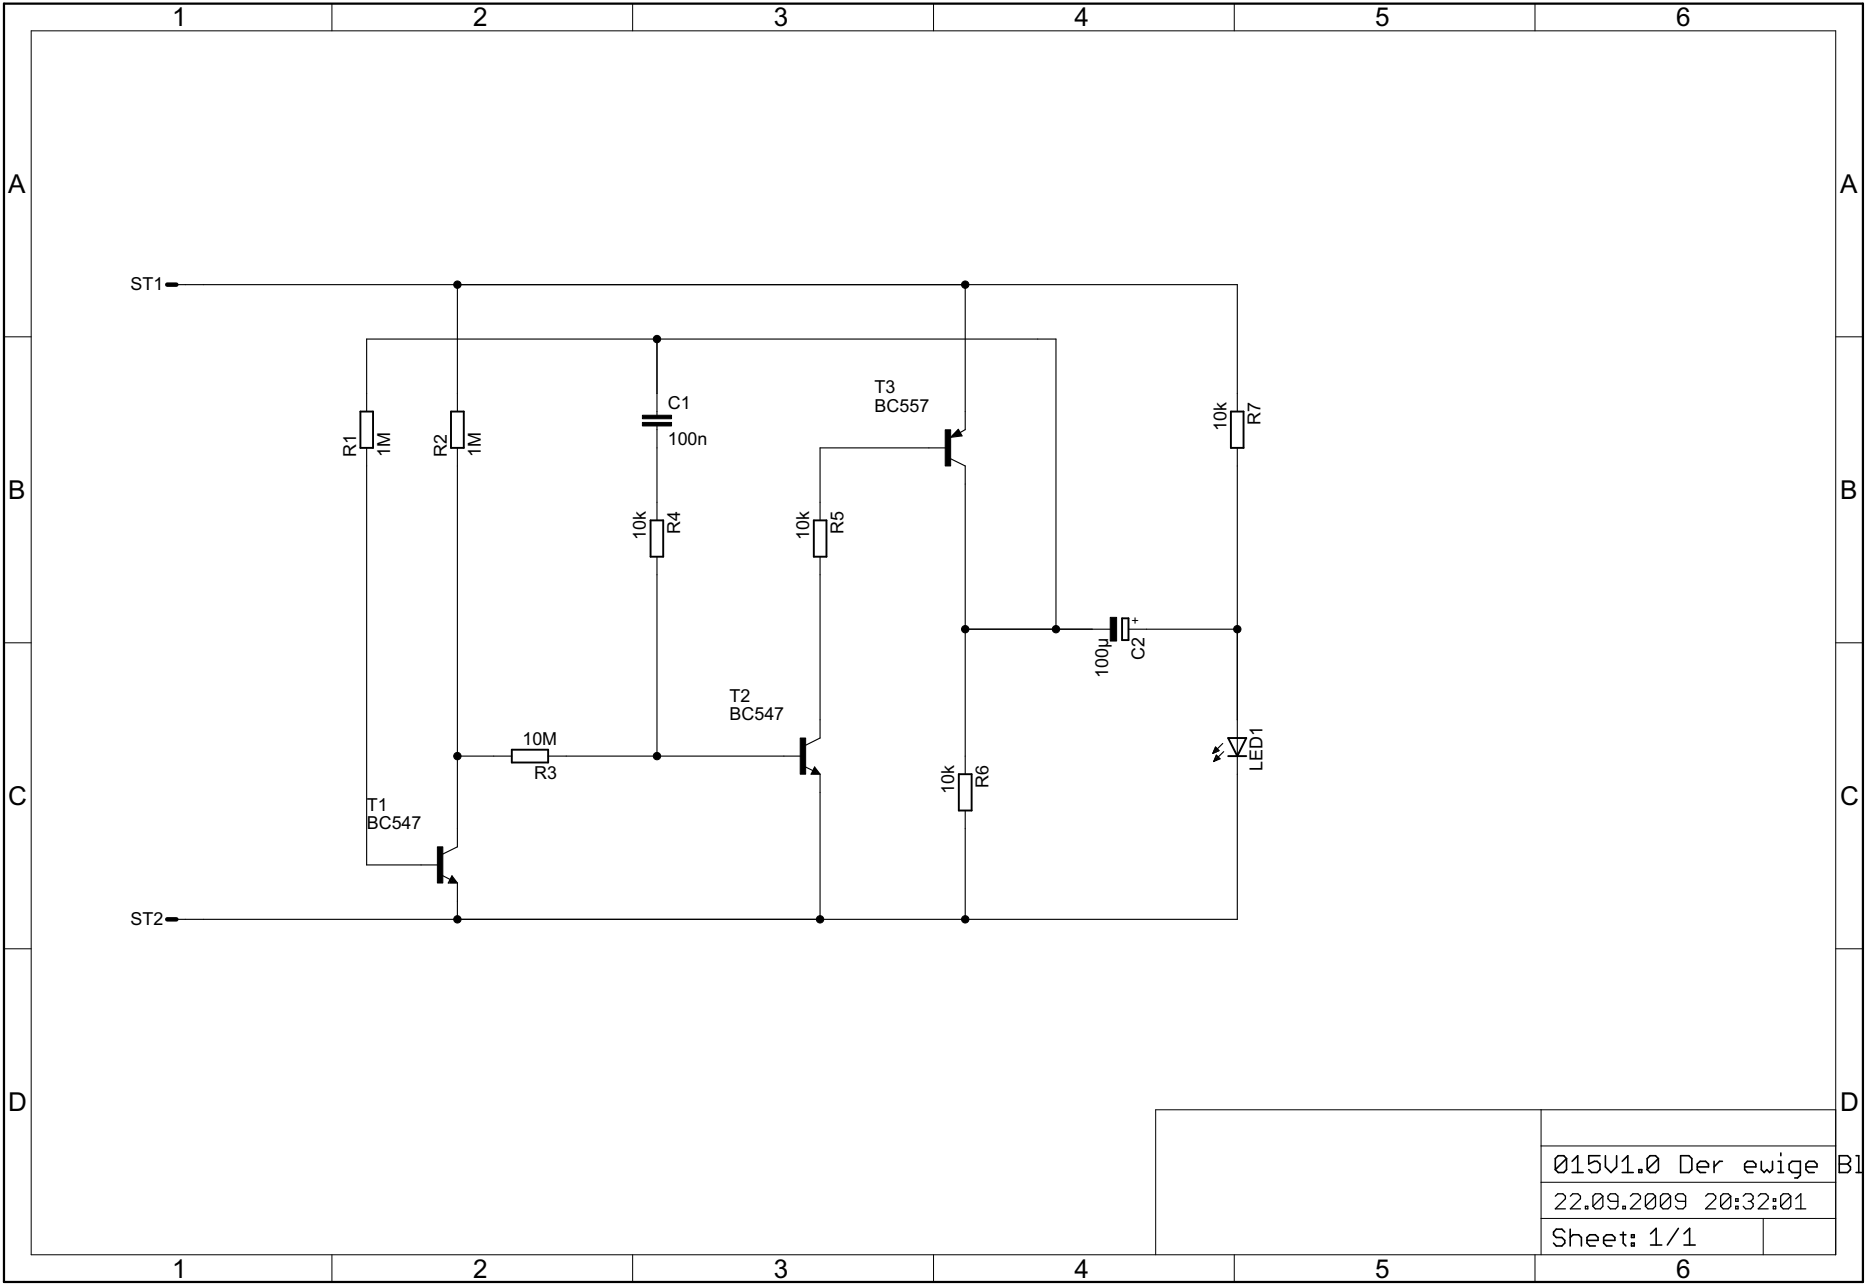 1 2 3 4 5 6
A A
ST1
T3
BC557
C1
100n
R1
1M
R2
1M
10k
R7
B B
10k
R4
10k
R5
100µ
+
C2
T2
BC547
10M
R3
10k
R6
LED1
C C
T1
BC547
ST2
D D
015V1.0 Der ewige Bl
22.09.2009 20:32:01
Sheet: 1/1
1 2 3 4 5 6